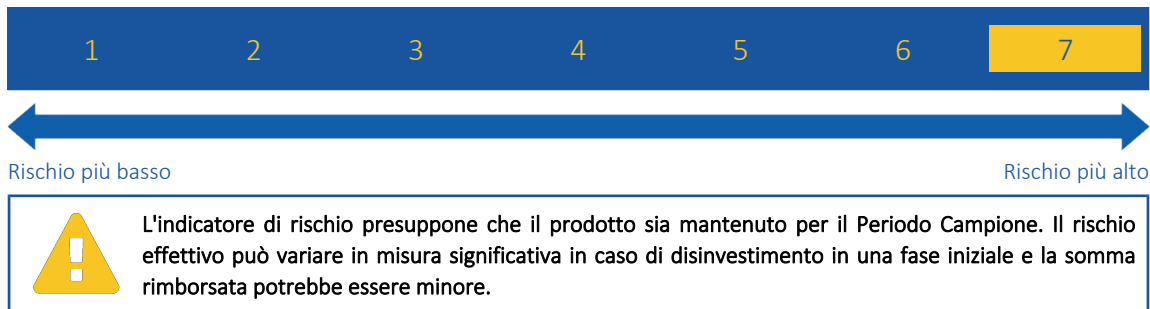 1 2 3 4 5 6 7
Rischio più basso Rischio più alto
L'indicatore di rischio presuppone che il prodotto sia mantenuto per il Periodo Campione. Il rischio
effettivo può variare in misura significativa in caso di disinvestimento in una fase iniziale e la somma
rimborsata potrebbe essere minore.